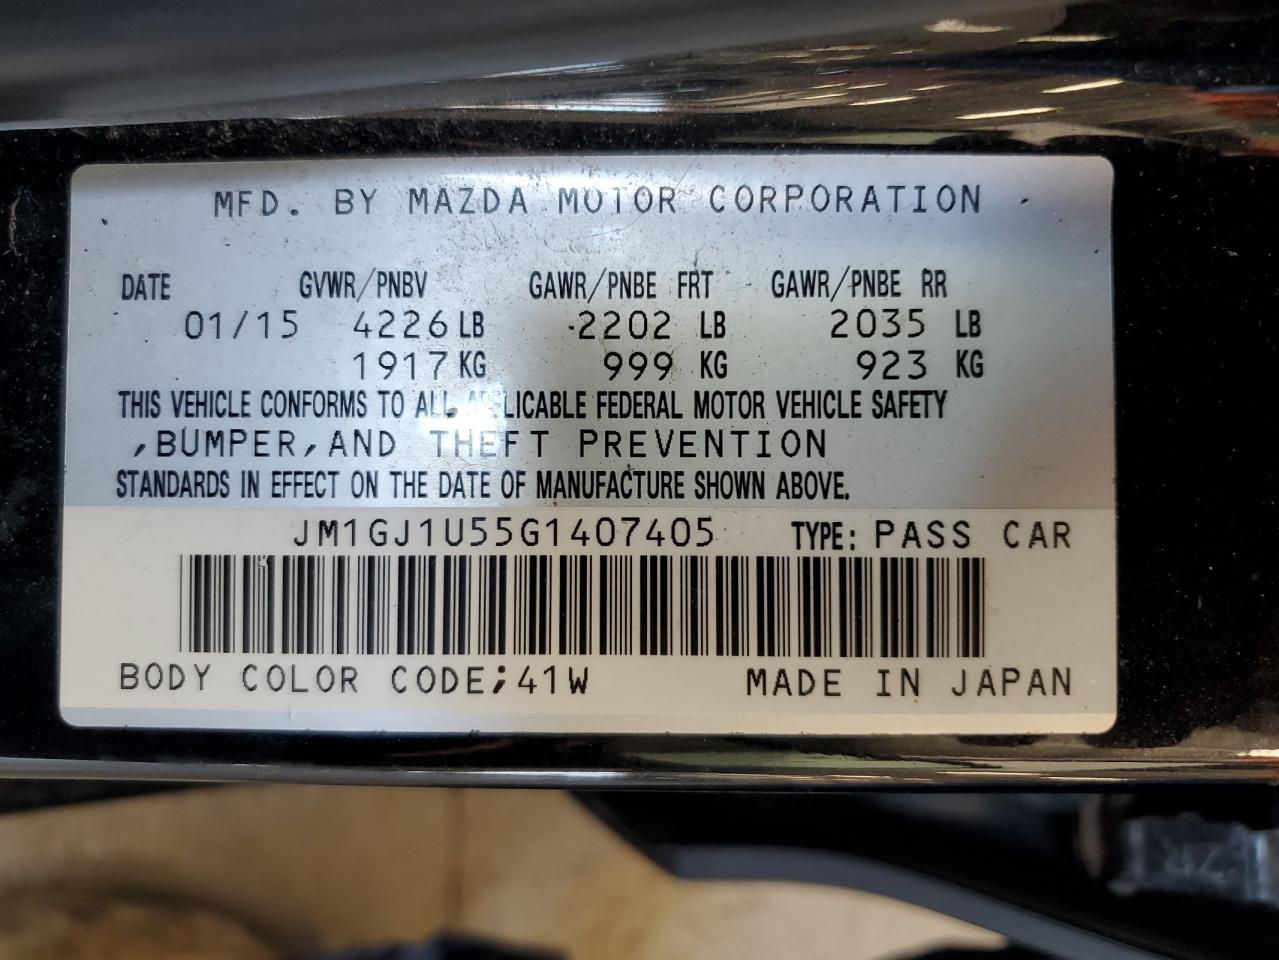 MFD. BY MAZDA MOTOR CORPORATION
DATE GVWR/PNBV GAWR/PNBE FRT GAWR/PNBE RR
01/15 4226 LB 2202 LB 2035 LB
1917 KG 999 KG 923 KG
THIS VEHICLE CONFORMS TO ALL APPLICABLE FEDERAL MOTOR VEHICLE SAFETY
,BUMPER,AND THEFT PREVENTION
STANDARDS IN EFFECT ON THE DATE OF MANUFACTURE SHOWN ABOVE.
JM1GJ1U55G1407405 TYPE: PASS CAR
BODY COLOR CODE;41W MADE IN JAPAN